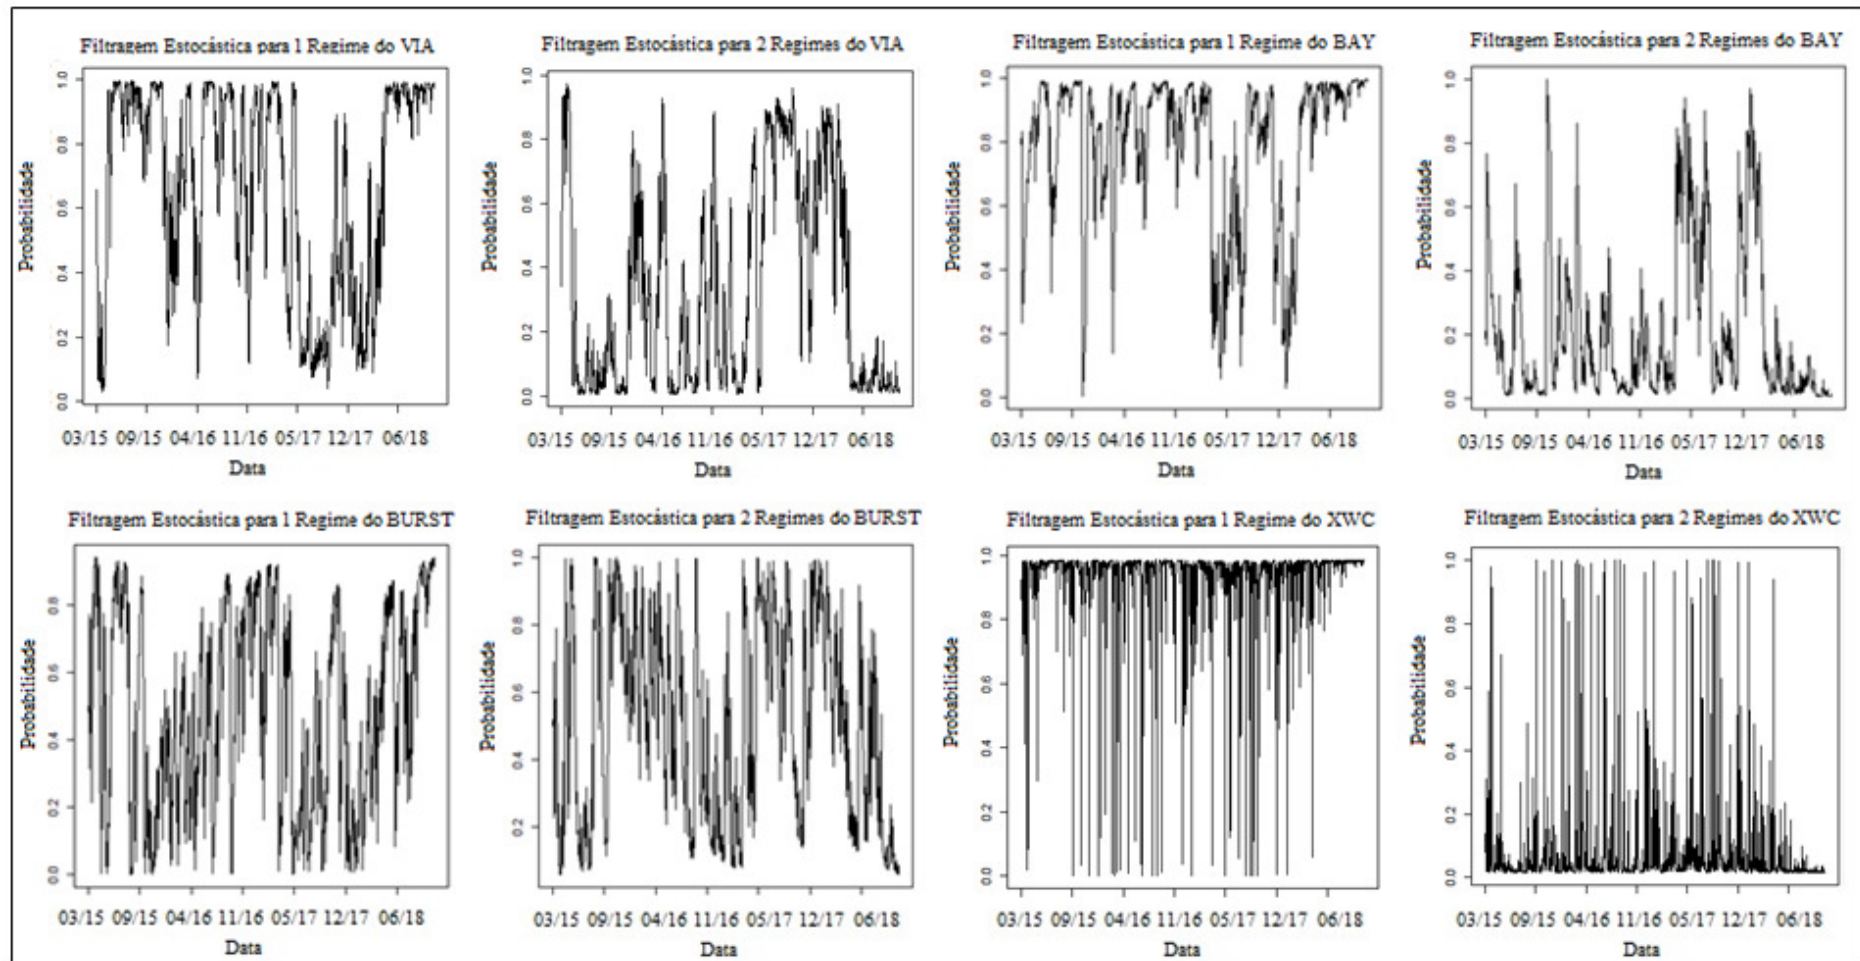 Filtragem Estocástica para 1 Regime do VIA
Probabilidade
1.0
0.8
0.6
0.4
0.2
0.0
03/15 09/15 04/16 11/16 05/17 12/17 06/18
Data
Filtragem Estocástica para 2 Regimes do VIA
Probabilidade
1.0
0.8
0.6
0.4
0.2
0.0
03/15 09/15 04/16 11/16 05/17 12/17 06/18
Data
Filtragem Estocástica para 1 Regime do BAY
Probabilidade
1.0
0.8
0.6
0.4
0.2
0.0
03/15 09/15 04/16 11/16 05/17 12/17 06/18
Data
Filtragem Estocástica para 2 Regimes do BAY
Probabilidade
1.0
0.8
0.6
0.4
0.2
0.0
03/15 09/15 04/16 11/16 05/17 12/17 06/18
Data
Filtragem Estocástica para 1 Regime do BURST
Probabilidade
0.8
0.6
0.4
0.2
0.0
03/15 09/15 04/16 11/16 05/17 12/17 06/18
Data
Filtragem Estocástica para 2 Regimes do BURST
Probabilidade
1.0
0.8
0.6
0.4
0.2
03/15 09/15 04/16 11/16 05/17 12/17 06/18
Data
Filtragem Estocástica para 1 Regime do XWC
Probabilidade
1.0
0.8
0.6
0.4
0.2
0.0
03/15 09/15 04/16 11/16 05/17 12/17 06/18
Data
Filtragem Estocástica para 2 Regimes do XWC
Probabilidade
1.0
0.8
0.6
0.4
0.2
0.0
03/15 09/15 04/16 11/16 05/17 12/17 06/18
Data